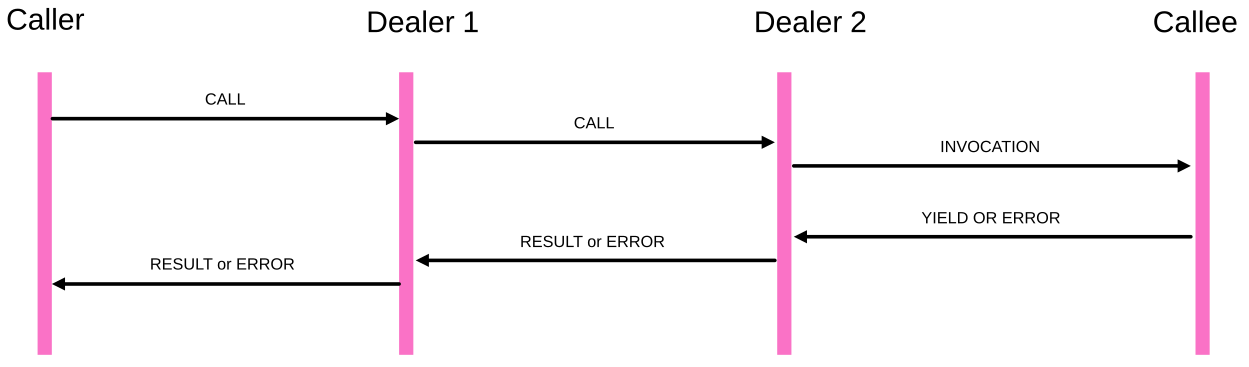 Caller
Dealer 1
Dealer 2
Callee
CALL
CALL
INVOCATION
YIELD OR ERROR
RESULT or ERROR
RESULT or ERROR